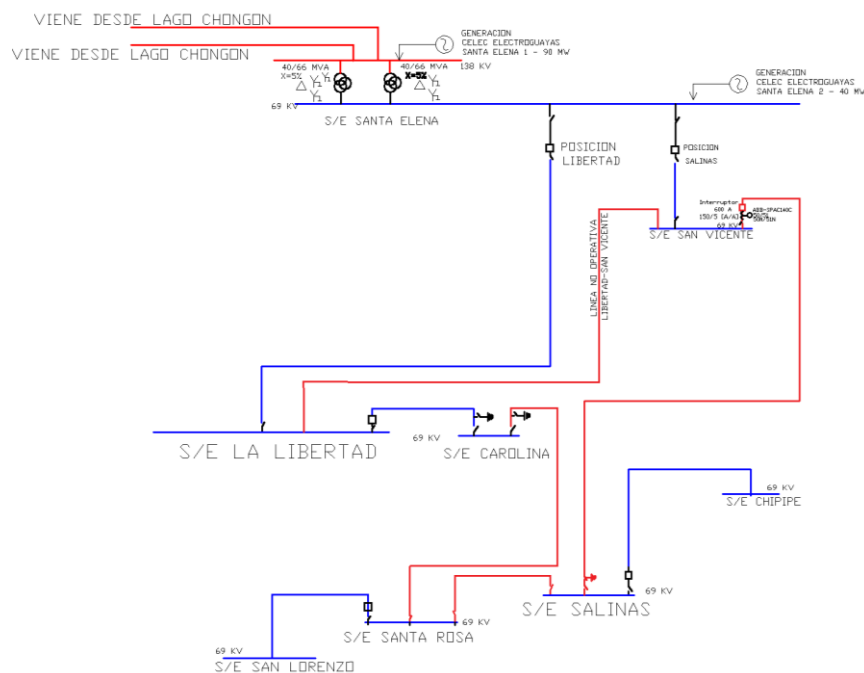 VIENE DESDE LAGO CHONGON
VIENE DESDE LAGO CHONGON
GENERACION
CELEC ELECTROGUAYAS
SANTA ELENA 1 - 90 MW
40/66 MVA
X=5%
40/66 MVA
X=5%
138 KV
GENERACION
CELEC ELECTROGUAYAS
SANTA ELENA 2 - 40 MW
69 KV
S/E SANTA ELENA
POSICION
LIBERTAD
POSICION
SALINAS
Interruptor
600 A
150/5 (A/A)
69 KV
S/E SAN VICENTE
LINEA NO OPERATIVA
LIBERTAD-SAN VICENTE
S/E LA LIBERTAD
69 KV
S/E CAROLINA
69 KV
S/E CHIPIPE
69 KV
S/E SALINAS
69 KV
S/E SANTA ROSA
69 KV
S/E SAN LORENZO